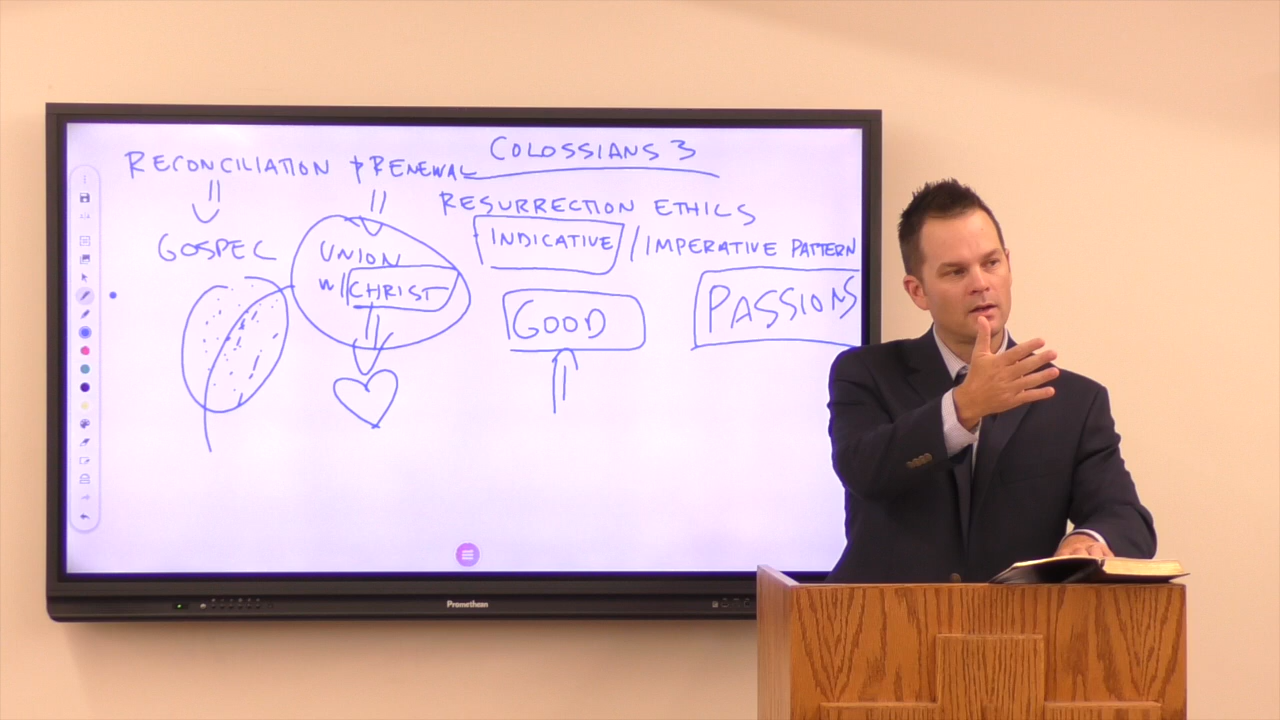 COLOSSIANS 3
RECONCILIATION & RENEWAL
RESURRECTION ETHICS
GOSPEL
UNION
W/ CHRIST
INDICATIVE / IMPERATIVE PATTERN
GOOD
PASSIONS
Promethean